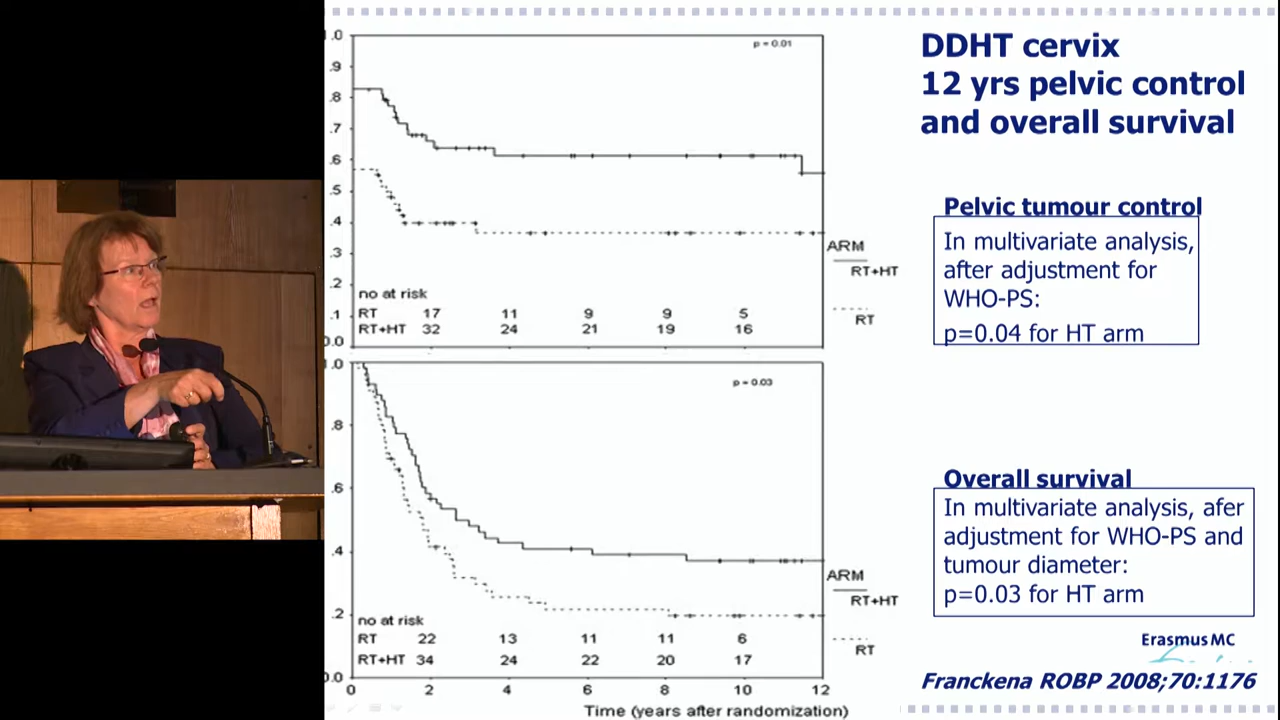 DDHT cervix
12 yrs pelvic control
and overall survival
.0
.9
.8
.7
.6
.5
.4
.3
.2
.1
0.0
p = 0.01
ARM
RT+HT
RT
no at risk
RT 17 11 9 9 5
RT+HT 32 24 21 19 16
Pelvic tumour control
In multivariate analysis,
after adjustment for
WHO-PS:
p=0.04 for HT arm
.0
.8
.6
.4
.2
0.0
p = 0.03
ARM
RT+HT
RT
no at risk
RT 22 13 11 11 6
RT+HT 34 24 22 20 17
0 2 4 6 8 10 12
Time (years after randomization)
Overall survival
In multivariate analysis, afer
adjustment for WHO-PS and
tumour diameter:
p=0.03 for HT arm
Erasmus MC
Franckena ROBP 2008;70:1176